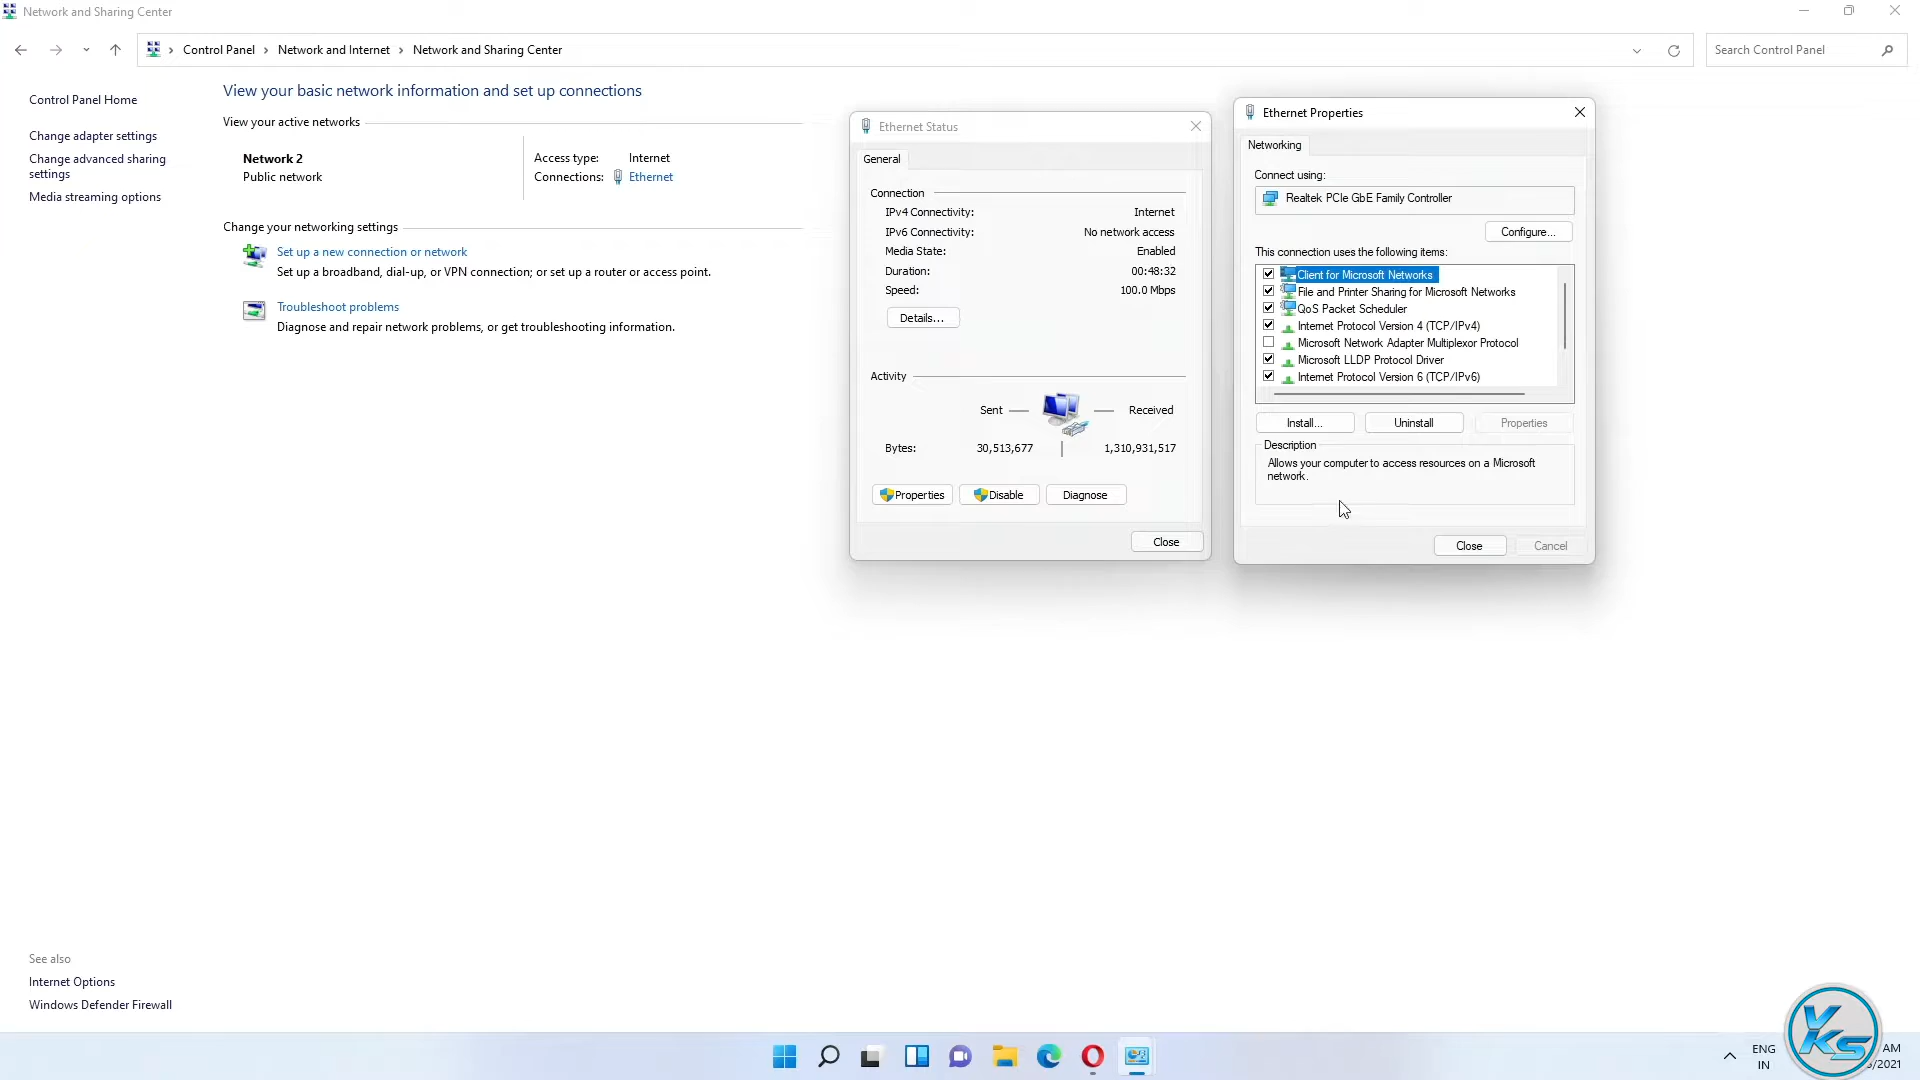 Network and Sharing Center
Control Panel > Network and Internet > Network and Sharing Center
Search Control Panel
Control Panel Home
Change adapter settings
Change advanced sharing
settings
Media streaming options
View your basic network information and set up connections
View your active networks
Network 2
Public network
Access type: Internet
Connections: Ethernet
Change your networking settings
Set up a new connection or network
Set up a broadband, dial-up, or VPN connection; or set up a router or access point.
Troubleshoot problems
Diagnose and repair network problems, or get troubleshooting information.
See also
Internet Options
Windows Defender Firewall
Ethernet Status
General
Connection
IPv4 Connectivity: Internet
IPv6 Connectivity: No network access
Media State: Enabled
Duration: 00:48:32
Speed: 100.0 Mbps
Details...
Activity
Sent — — Received
Bytes: 30,513,677 | 1,310,931,517
Properties Disable Diagnose
Close
Ethernet Properties
Networking
Connect using:
Realtek PCIe GbE Family Controller
Configure...
This connection uses the following items:
Client for Microsoft Networks
File and Printer Sharing for Microsoft Networks
QoS Packet Scheduler
Internet Protocol Version 4 (TCP/IPv4)
Microsoft Network Adapter Multiplexor Protocol
Microsoft LLDP Protocol Driver
Internet Protocol Version 6 (TCP/IPv6)
Install... Uninstall Properties
Description
Allows your computer to access resources on a Microsoft
network.
Close Cancel
ENG
IN
AM
/2021
YKS